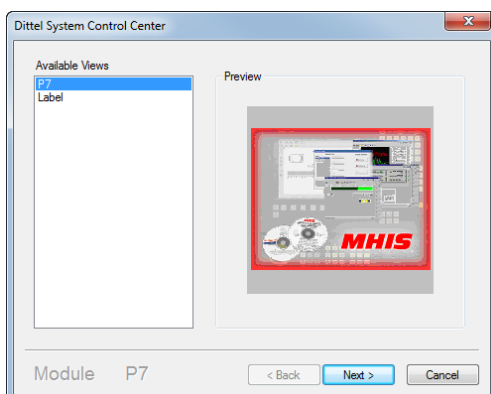 Dittel System Control Center
Available Views
P7
Label
Preview
MHIS
Module P7
< Back
Next >
Cancel